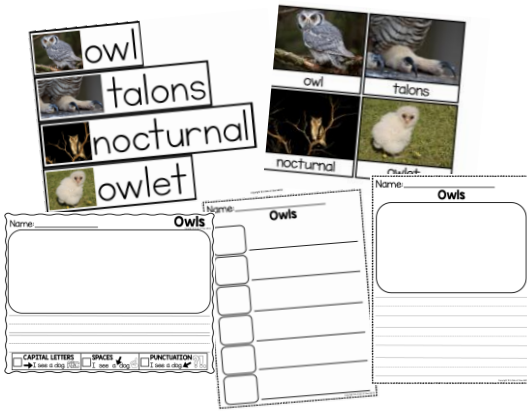 owl
talons
nocturnal
owlet
owl
talons
nocturnal
owlet
Name:
Owls
CAPITAL LETTERS
I see a dog
SPACES
I see a dog
PUNCTUATION
I see a dog
Name:
Owls
Name:
Owls